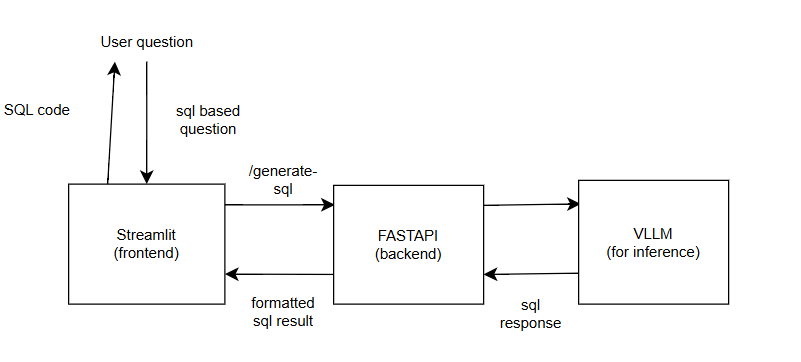 User question
SQL code
sql based
question
/generate-
sql
Streamlit
(frontend)
FASTAPI
(backend)
VLLM
(for inference)
formatted
sql result
sql
response